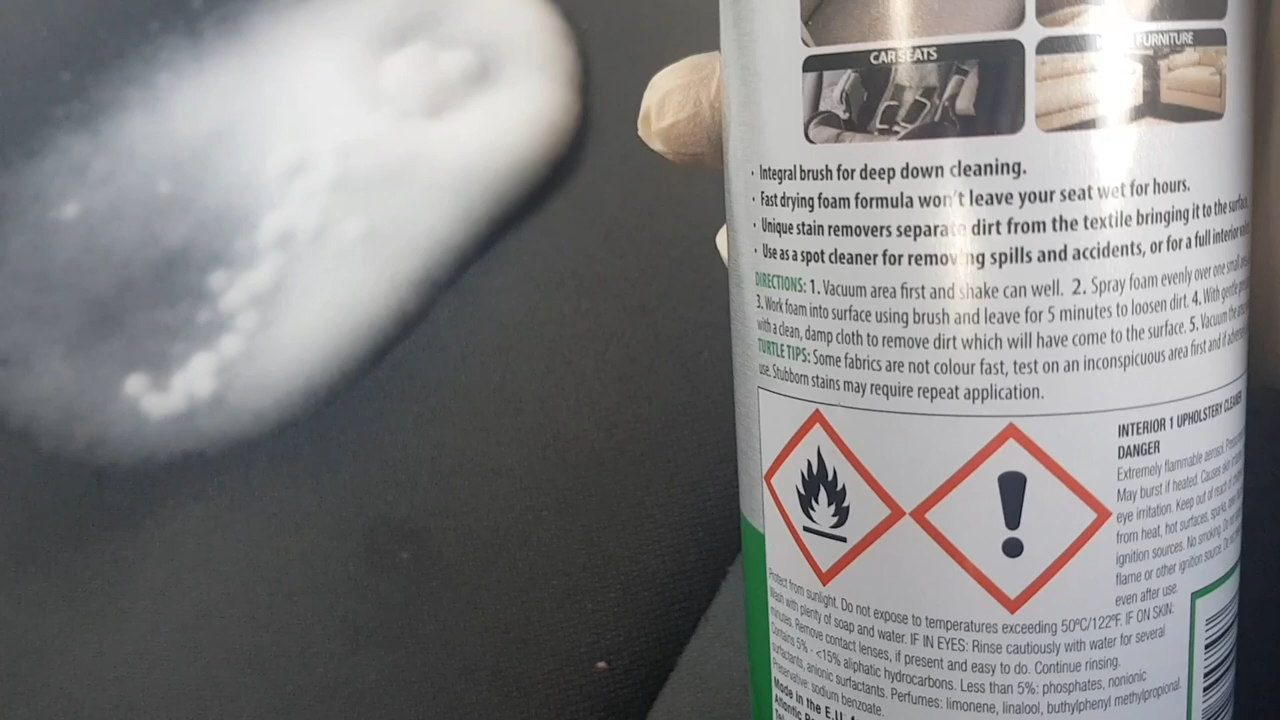 CAR SEATS
FURNITURE
· Integral brush for deep down cleaning.
· Fast drying foam formula won't leave your seat wet for hours.
· Unique stain removers separate dirt from the textile bringing it to the surface
· Use as a spot cleaner for removing spills and accidents, or for a full interior
DIRECTIONS: 1. Vacuum area first and shake can well. 2. Spray foam evenly over one small
3. Work foam into surface using brush and leave for 5 minutes to loosen dirt. 4. With gentle
with a clean, damp cloth to remove dirt which will have come to the surface. 5. Vacuum the
TURTLE TIPS: Some fabrics are not colour fast, test on an inconspicuous area first and if
use. Stubborn stains may require repeat application.
INTERIOR 1 UPHOLSTERY CLEANER
DANGER
Extremely flammable aerosol.
May burst if heated. Causes skin
eye irritation. Keep out of reach
from heat, hot surfaces, sparks,
ignition sources. No smoking.
flame or other ignition source.
even after use.
Protect from sunlight. Do not expose to temperatures exceeding 50°C/122°F. IF ON SKIN:
Wash with plenty of soap and water. IF IN EYES: Rinse cautiously with water for several
minutes. Remove contact lenses, if present and easy to do. Continue rinsing.
Contains 5% - <15% aliphatic hydrocarbons. Less than 5%: phosphates, nonionic
surfactants, anionic surfactants. Perfumes: limonene, linalool, buthylphenyl methylpropional.
Preservative: sodium benzoate.
Made in the E.U.